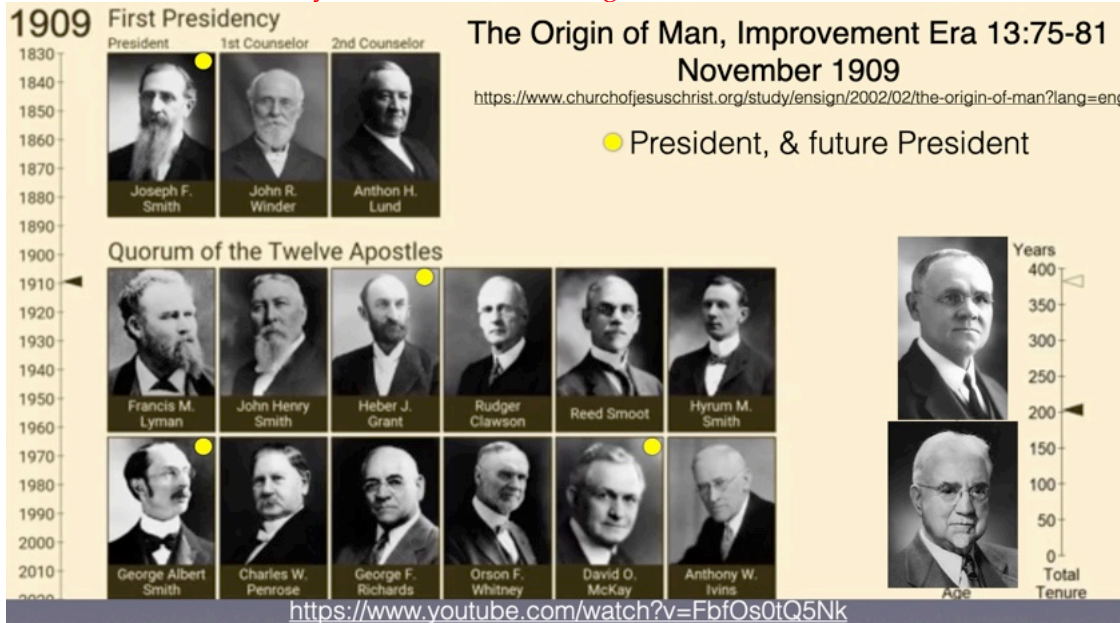 1909
First Presidency
President 1st Counselor 2nd Counselor
The Origin of Man, Improvement Era 13:75-81
November 1909
https://www.churchofjesuschrist.org/study/ensign/2002/02/the-origin-of-man?lang=eng
President, & future President
1830
1840
1850
1860
1870
1880
1890
1900
1910
1920
1930
1940
1950
1960
1970
1980
1990
2000
2010
2020
Joseph F.
Smith
John R.
Winder
Anthon H.
Lund
Quorum of the Twelve Apostles
Francis M.
Lyman
John Henry
Smith
Heber J.
Grant
Rudger
Clawson
Reed Smoot
Hyrum M.
Smith
George Albert
Smith
Charles W.
Penrose
George F.
Richards
Orson F.
Whitney
David O.
McKay
Anthony W.
Ivins
Years
400
350
300
250
200
150
100
50
0
Total
Tenure
Age
https://www.youtube.com/watch?v=FbfOs0tQ5Nk